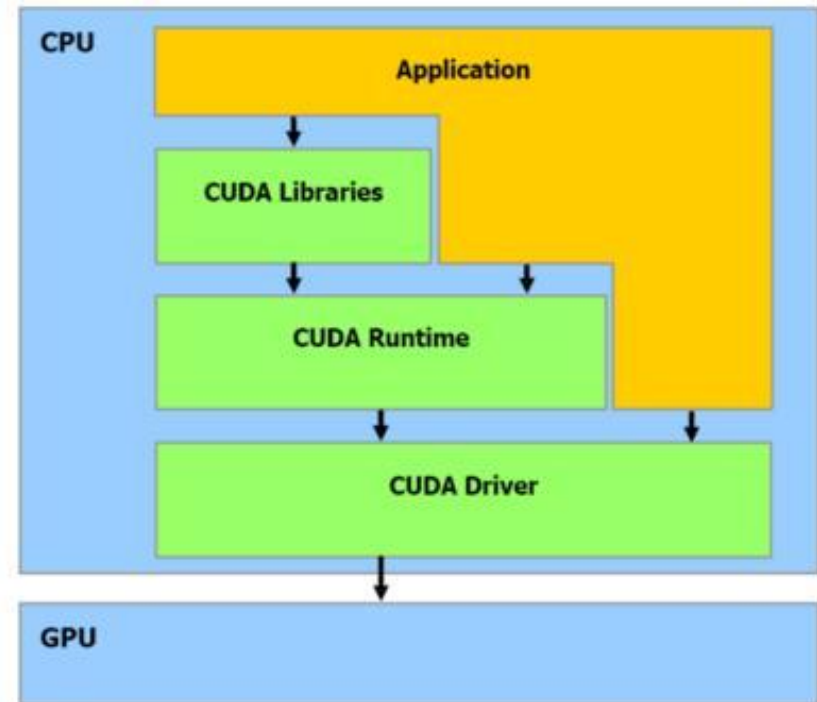 CPU
Application
CUDA Libraries
CUDA Runtime
CUDA Driver
GPU